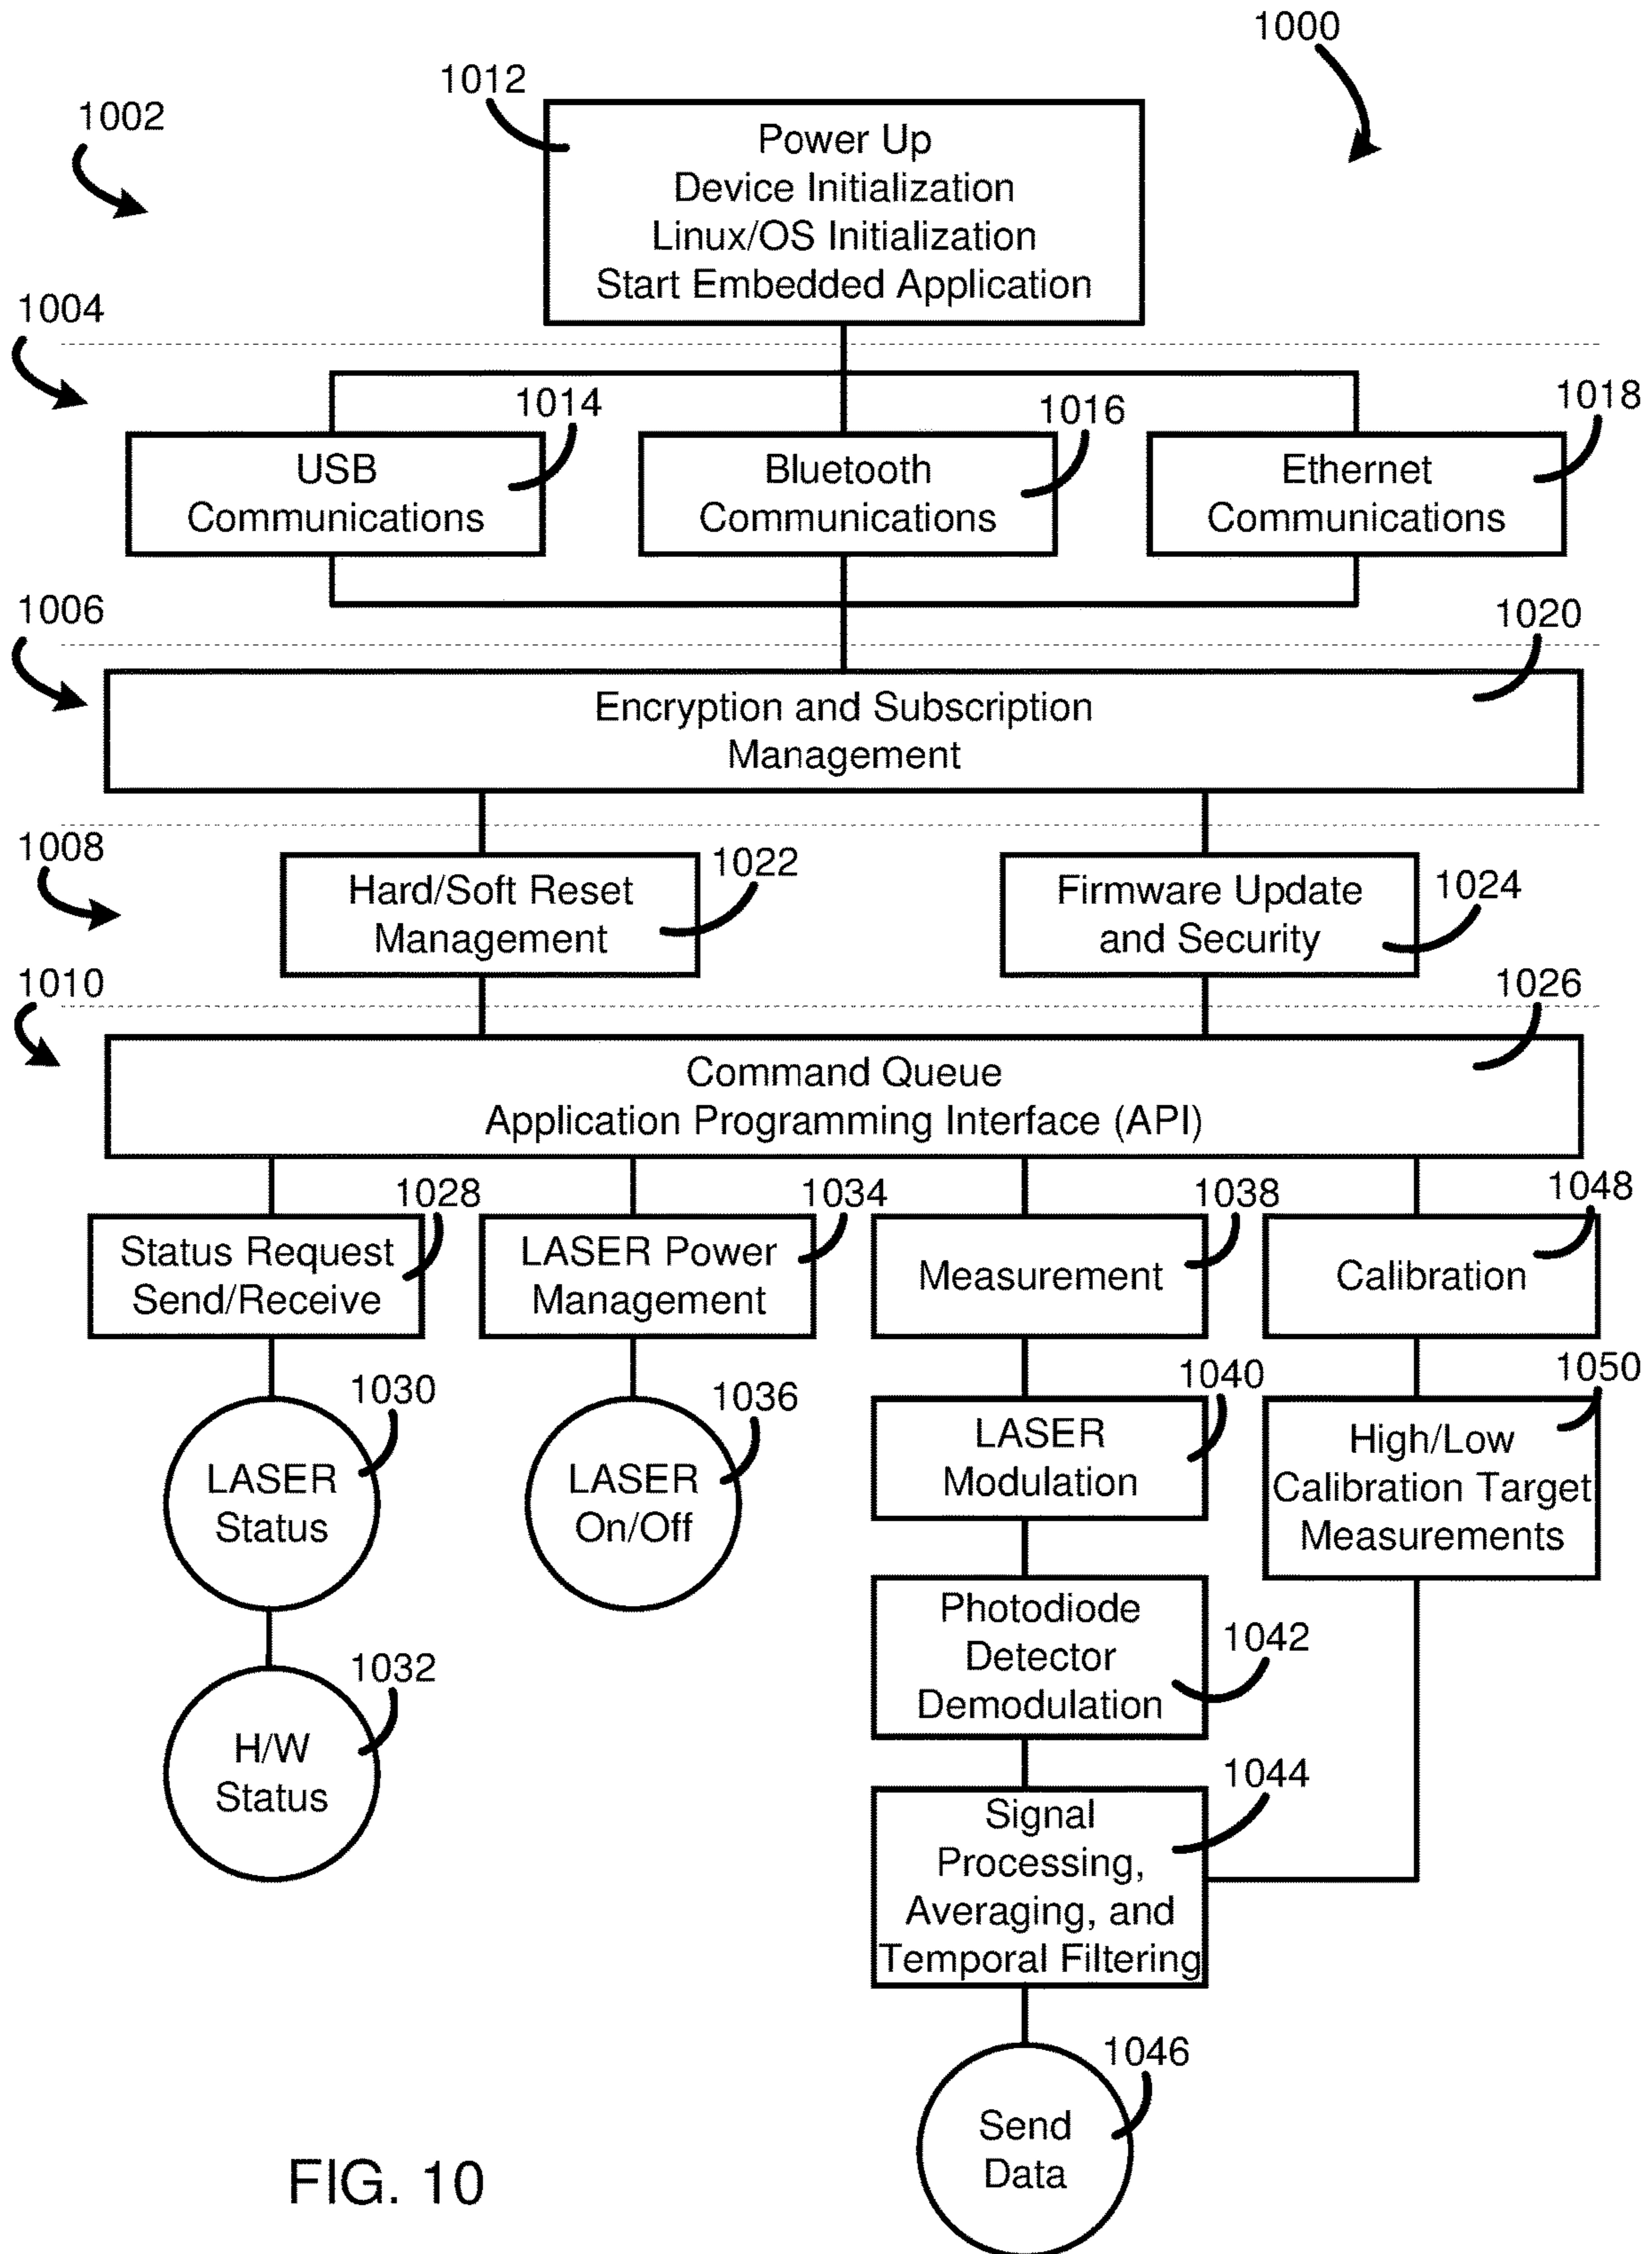 1000
1012
1002
Power Up
Device Initialization
Linux/OS Initialization
Start Embedded Application
1004
1014
1016
1018
USB
Communications
Bluetooth
Communications
Ethernet
Communications
1006
1020
Encryption and Subscription
Management
1008
1022
Hard/Soft Reset
Management
1024
Firmware Update
and Security
1010
1026
Command Queue
Application Programming Interface (API)
1028
Status Request
Send/Receive
1034
LASER Power
Management
1038
Measurement
1048
Calibration
1030
LASER
Status
1036
LASER
On/Off
1040
LASER
Modulation
1050
High/Low
Calibration Target
Measurements
1032
H/W
Status
1042
Photodiode
Detector
Demodulation
1044
Signal
Processing,
Averaging, and
Temporal Filtering
1046
Send
Data
FIG. 10